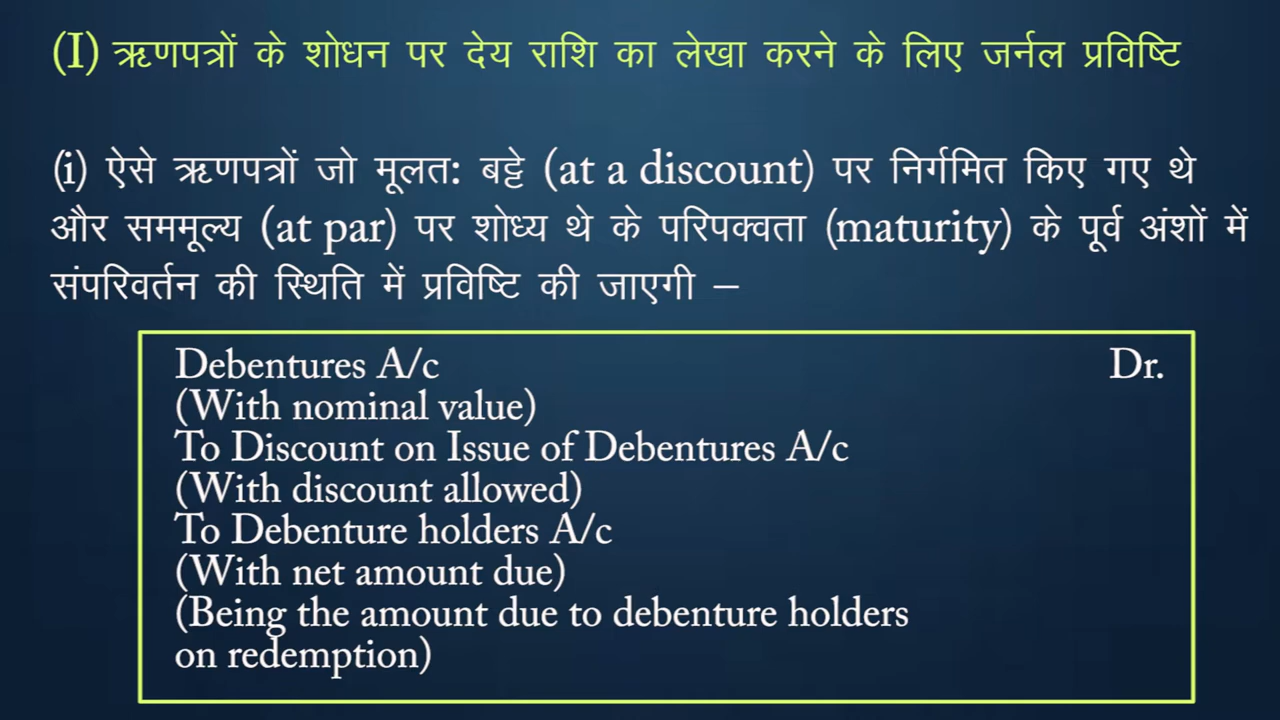 (I) ऋणपत्रों के शोधन पर देय राशि का लेखा करने के लिए जर्नल प्रविष्टि
(i) ऐसे ऋणपत्रों जो मूलत: बट्टे (at a discount) पर निर्गमित किए गए थे
और सममूल्य (at par) पर शोध्य थे के परिपक्वता (maturity) के पूर्व अंशों में
संपरिवर्तन की स्थिति में प्रविष्टि की जाएगी –
Debentures A/c Dr.
(With nominal value)
To Discount on Issue of Debentures A/c
(With discount allowed)
To Debenture holders A/c
(With net amount due)
(Being the amount due to debenture holders
on redemption)